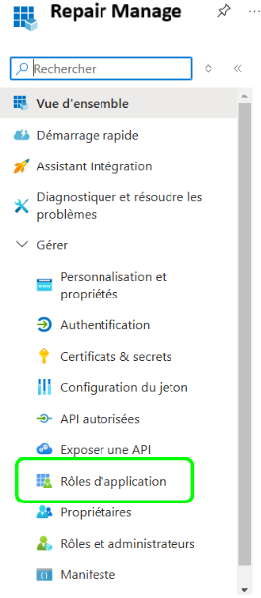 Repair Manage
Rechercher
Vue d'ensemble
Démarrage rapide
Assistant Intégration
Diagnostiquer et résoudre les
problèmes
Gérer
Personnalisation et
propriétés
Authentification
Certificats & secrets
Configuration du jeton
API autorisées
Exposer une API
Rôles d'application
Propriétaires
Rôles et administrateurs
Manifeste